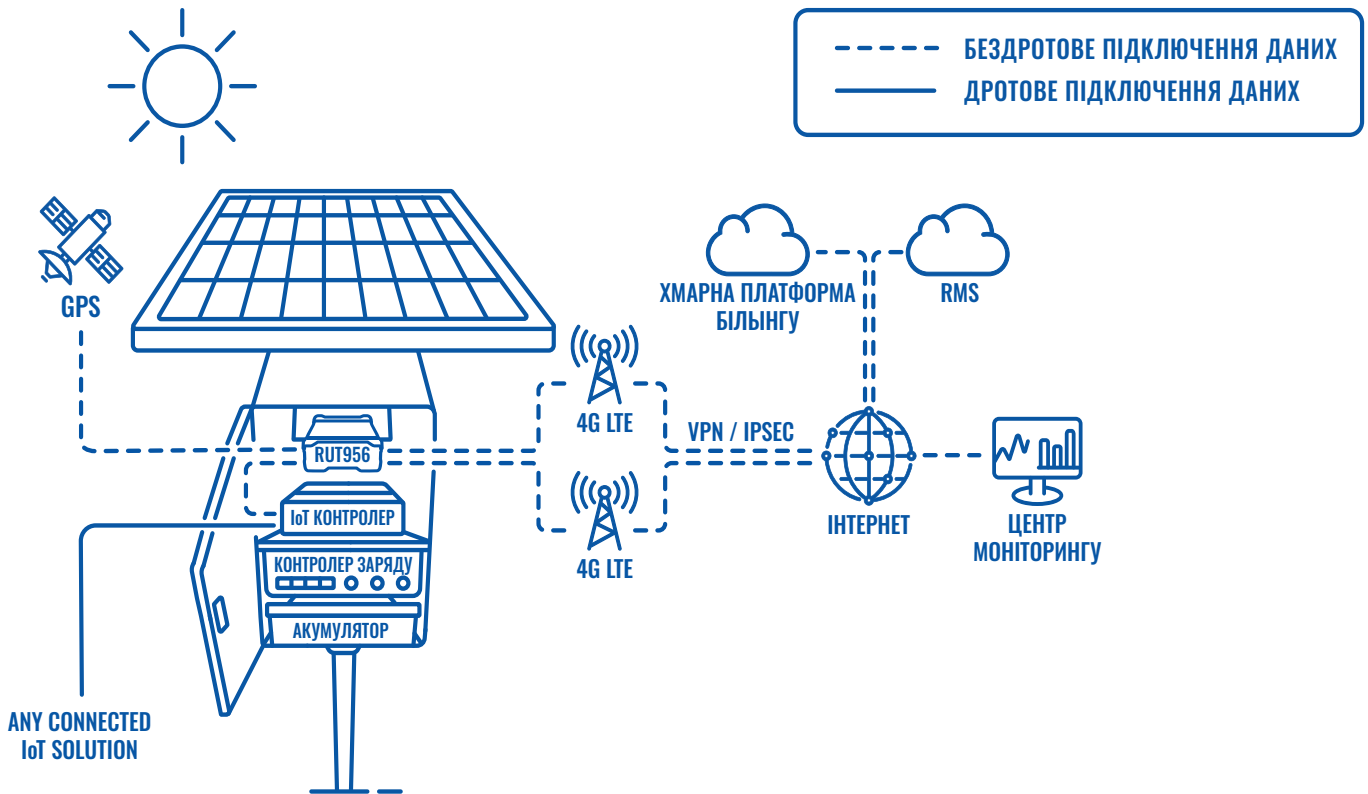 БЕЗДРОТОВЕ ПІДКЛЮЧЕННЯ ДАНИХ
ДРОТОВЕ ПІДКЛЮЧЕННЯ ДАНИХ
GPS
ХМАРНА ПЛАТФОРМА
БІЛЫНГУ
RMS
4G LTE
VPN / IPSEC
RUT956
IoT КОНТРОЛЕР
ІНТЕРНЕТ
ЦЕНТР
МОНІТОРИНГУ
КОНТРОЛЕР ЗАРЯДУ
4G LTE
АКУМУЛЯТОР
ANY CONNECTED
IoT SOLUTION